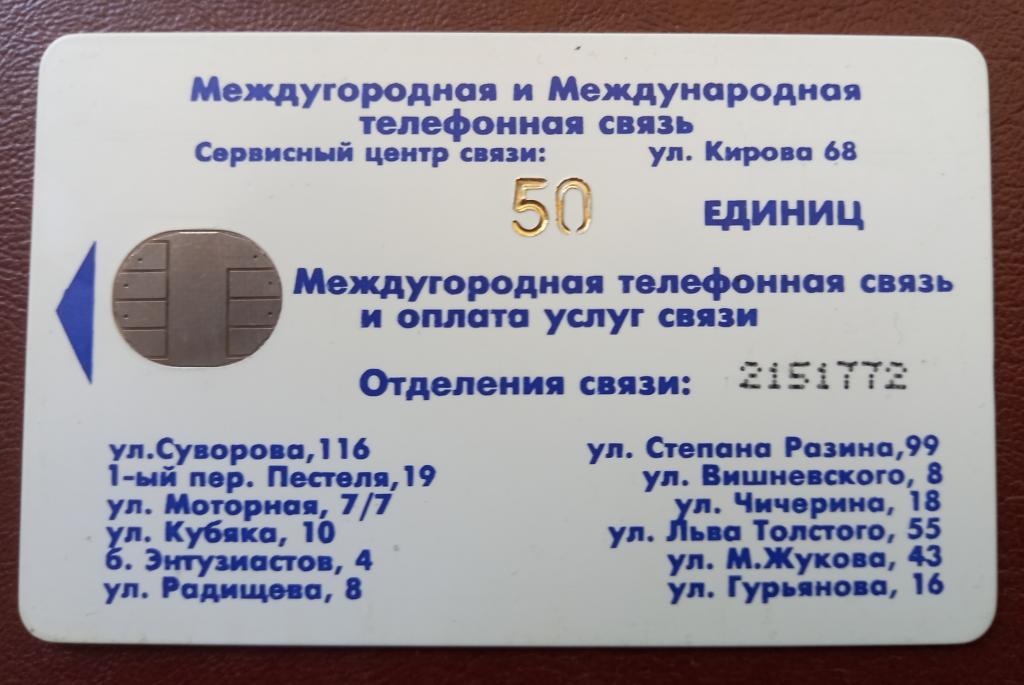 Междугородная и Международная
телефонная связь
Сервисный центр связи: ул. Кирова 68
50 ЕДИНИЦ
Междугородная телефонная связь
и оплата услуг связи
Отделения связи: 2151772
ул.Суворова,116 ул. Степана Разина,99
1-ый пер. Пестеля,19 ул. Вишневского, 8
ул. Моторная, 7/7 ул. Чичерина, 18
ул. Кубяка, 10 ул. Льва Толстого, 55
б. Энтузиастов, 4 ул. М.Жукова, 43
ул. Радищева, 8 ул. Гурьянова, 16